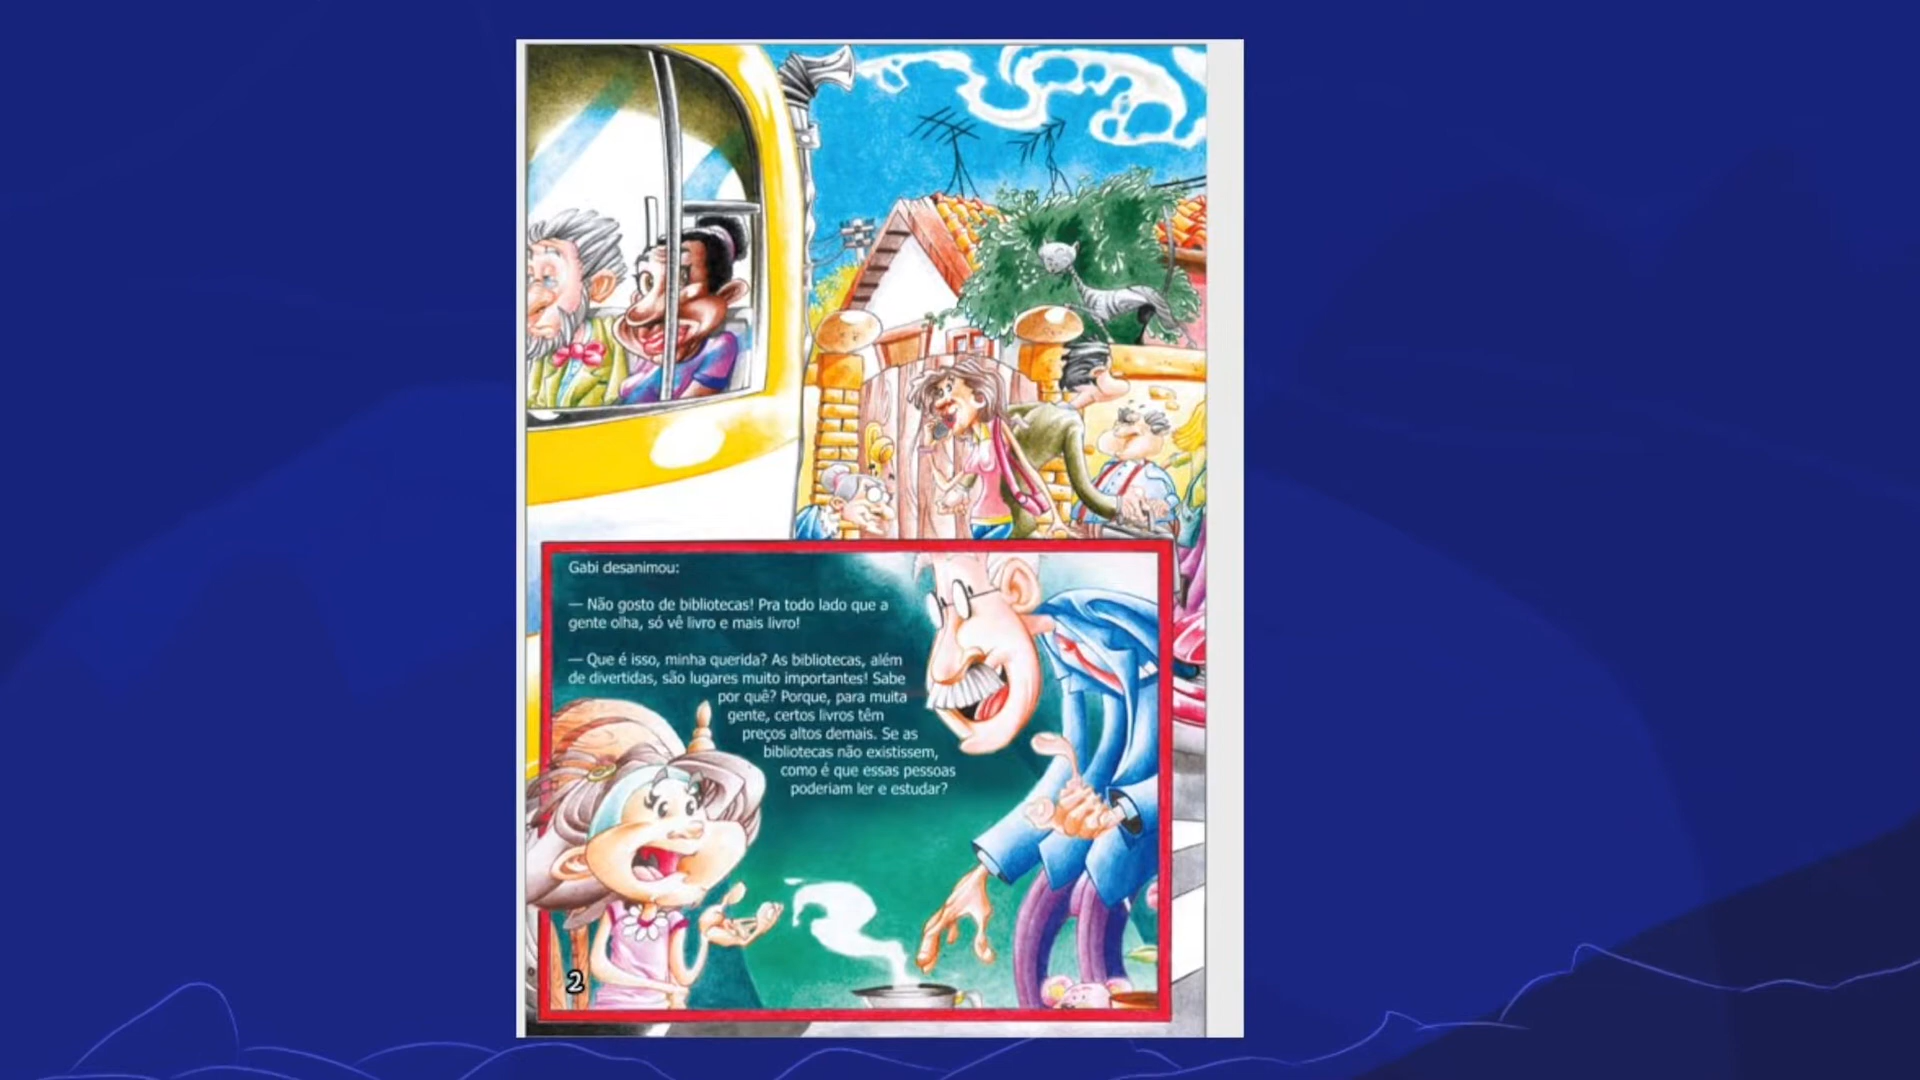 Gabi desanimou:
— Não gosto de bibliotecas! Pra todo lado que a
gente olha, só vê livro e mais livro!
— Que é isso, minha querida? As bibliotecas, além
de divertidas, são lugares muito importantes! Sabe
por quê? Porque, para muita
gente, certos livros têm
preços altos demais. Se as
bibliotecas não existissem,
como é que essas pessoas
poderiam ler e estudar?
2